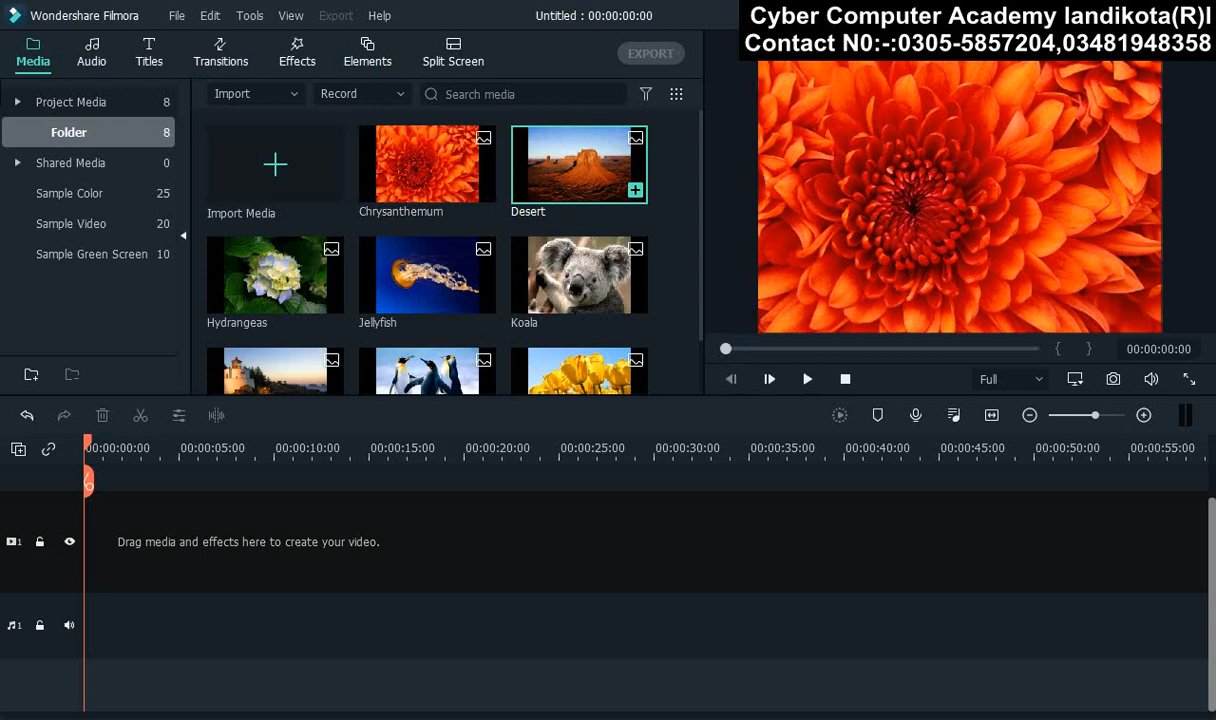 Wondershare Filmora
File Edit Tools View Export Help
Untitled : 00:00:00:00
Cyber Computer Academy landikota(R)I
Contact N0:-:0305-5857204,03481948358
Media Audio Titles Transitions Effects Elements Split Screen
EXPORT
Project Media 8
Folder 8
Shared Media 0
Sample Color 25
Sample Video 20
Sample Green Screen 10
Import Record Search media
Import Media
Chrysanthemum
Desert
Hydrangeas
Jellyfish
Koala
00:00:00:00
Full
00:00:00:00 00:00:05:00 00:00:10:00 00:00:15:00 00:00:20:00 00:00:25:00 00:00:30:00 00:00:35:00 00:00:40:00 00:00:45:00 00:00:50:00 00:00:55:00
1
Drag media and effects here to create your video.
1